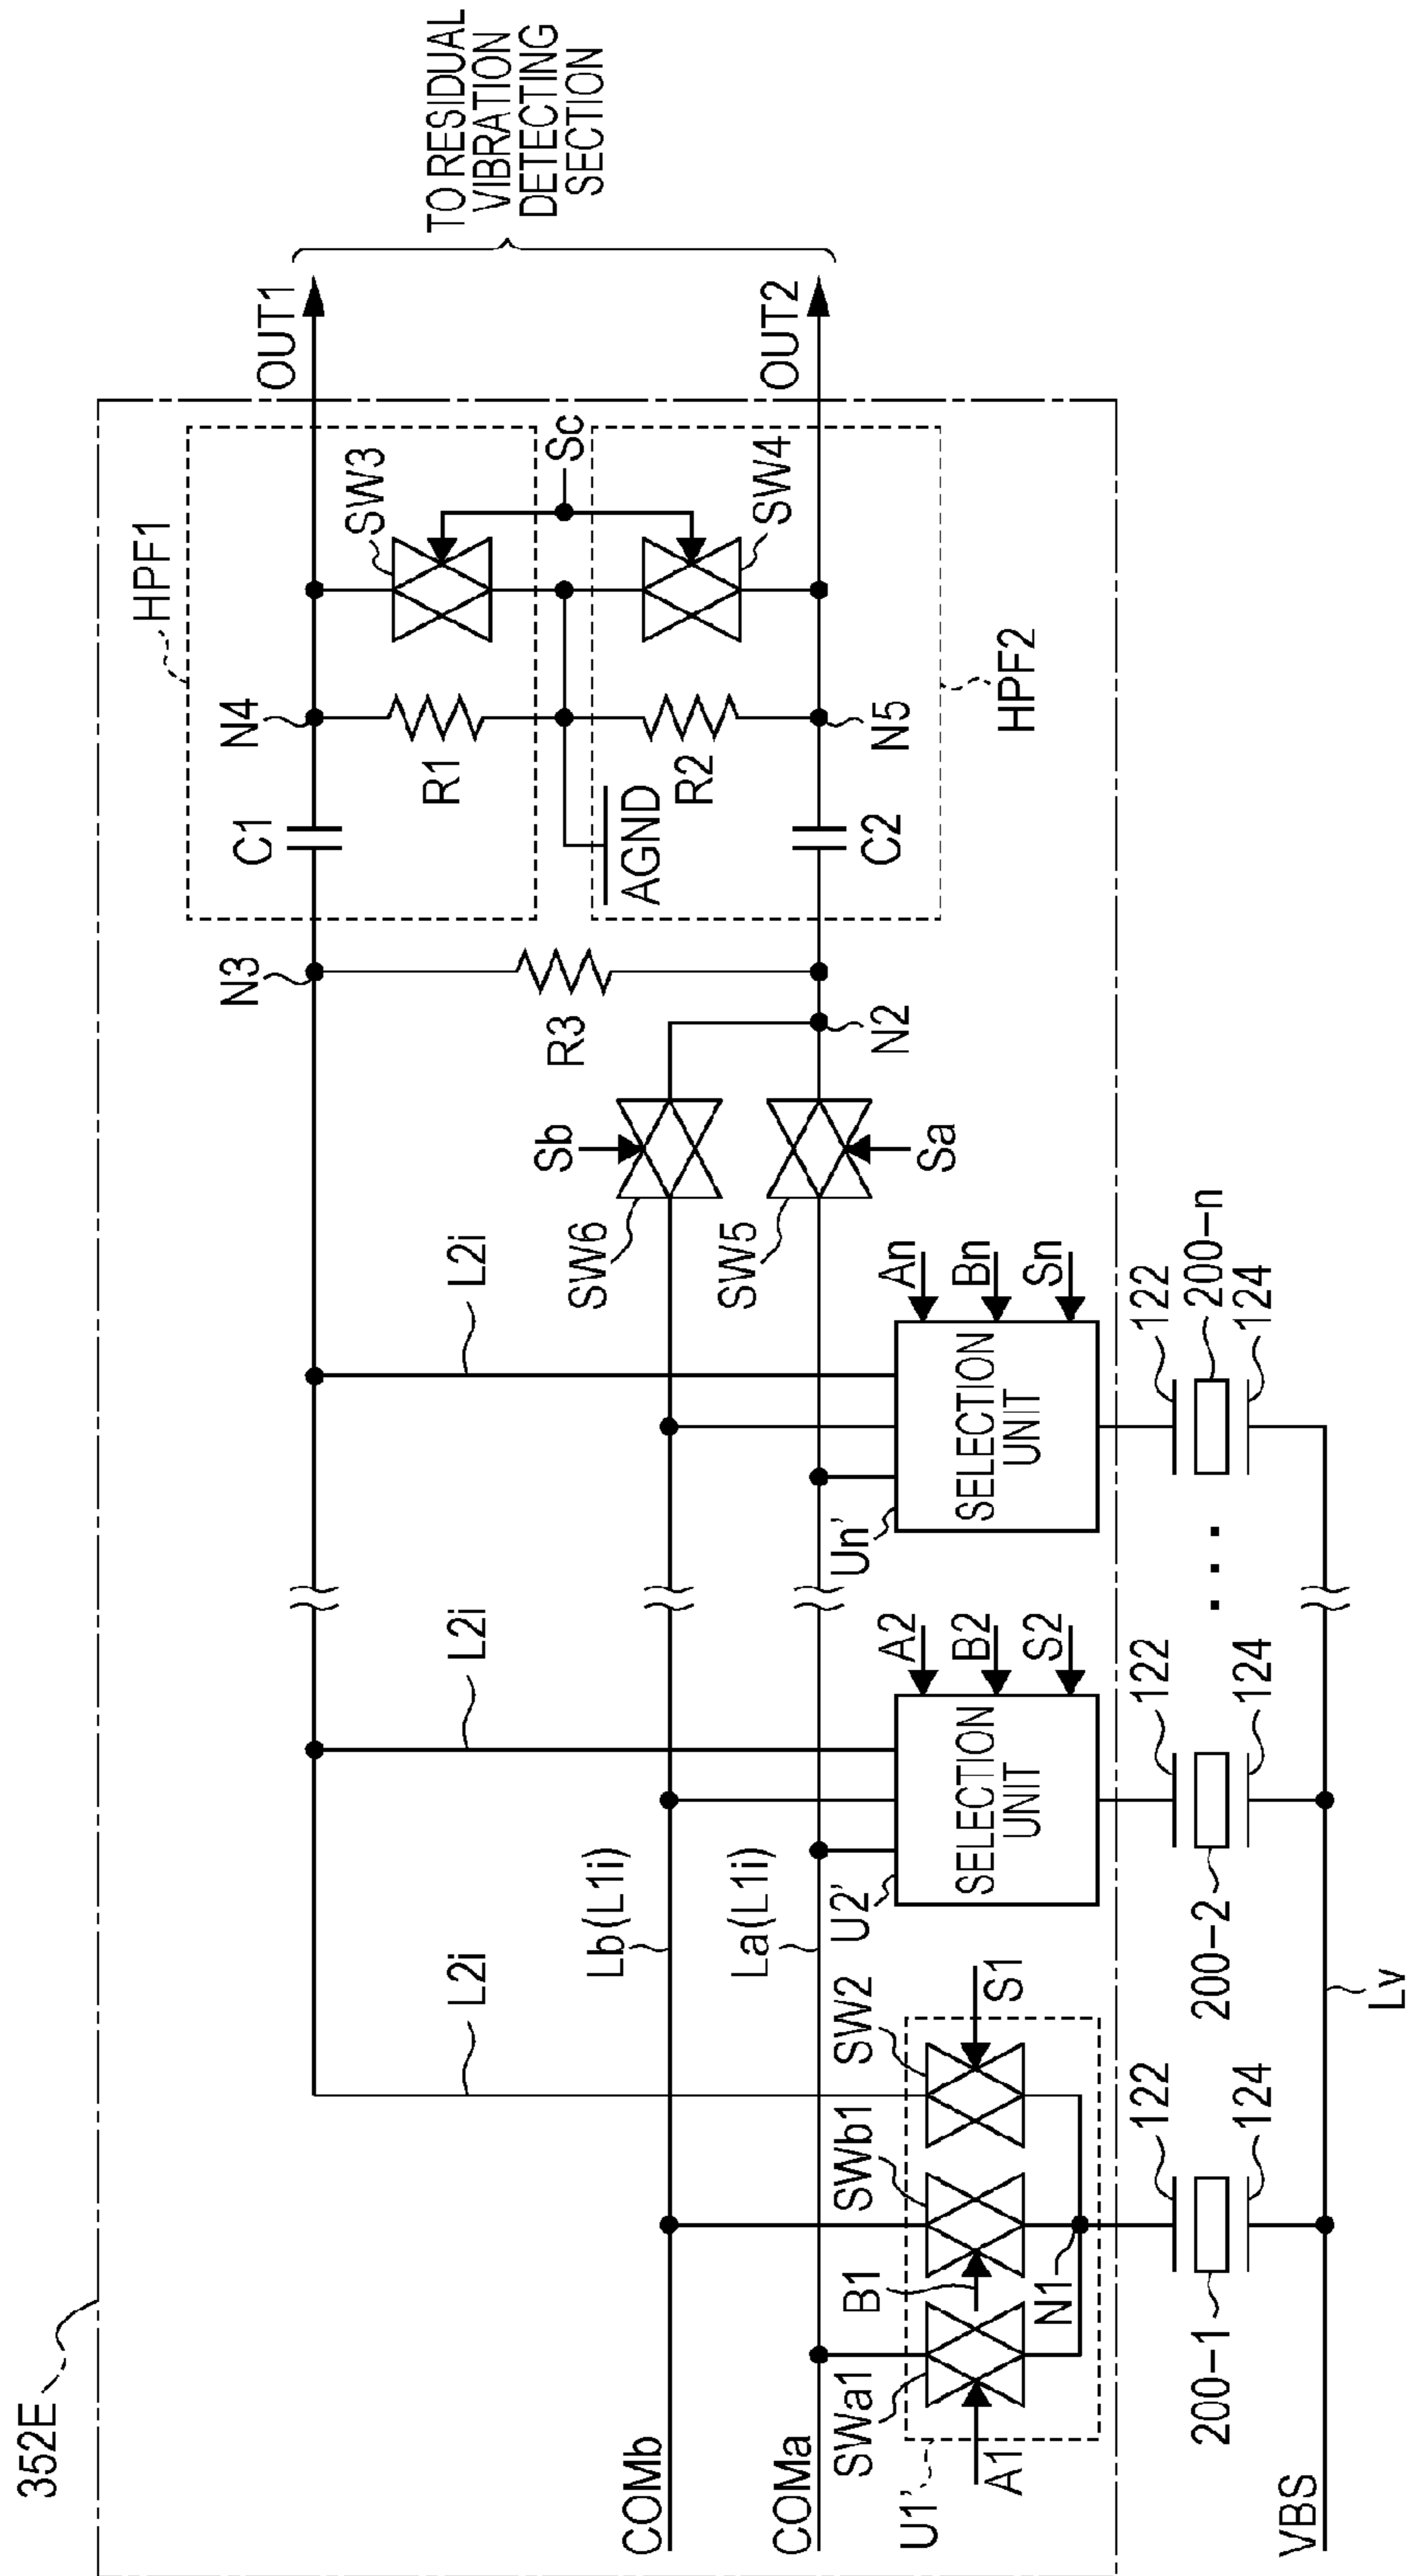 352E
HPF1
OUT1
TO RESIDUAL
VIBRATION
DETECTING
SECTION
N3
C1
N4
SW3
L2i
L2i
L2i
R3
R1
Sc
AGND
R2
SW4
OUT2
COMb
Lb(L1i)
SW6
Sb
COMa
La(L1i)
SW5
Sa
N2
C2
N5
HPF2
SWa1
SWb1
SW2
B1
A1
S1
U1'
N1
U2'
SELECTION
UNIT
A2
B2
S2
Un'
SELECTION
UNIT
An
Bn
Sn
122
122
122
200-1
200-2
...
200-n
124
124
124
VBS
Lv